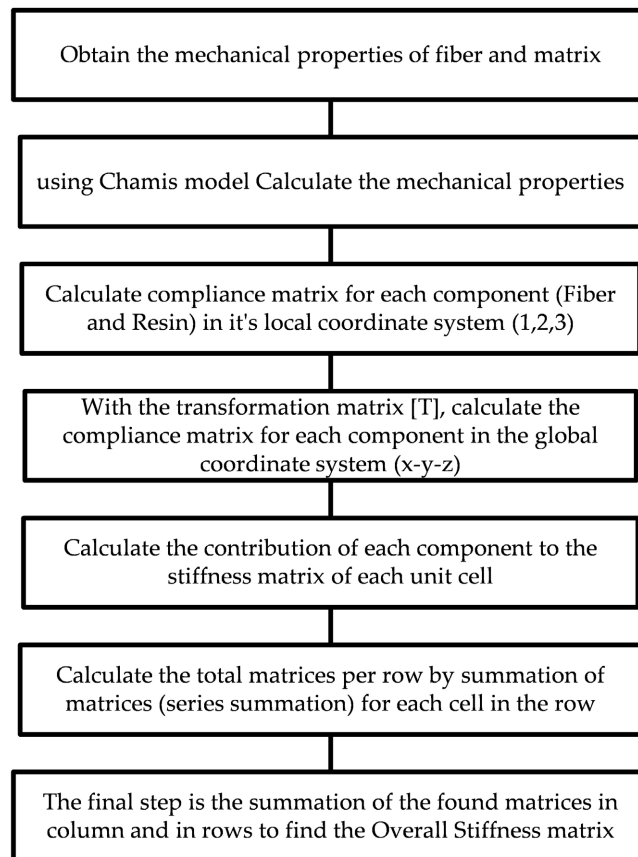 Obtain the mechanical properties of fiber and matrix
using Chamis model Calculate the mechanical properties
Calculate compliance matrix for each component (Fiber
and Resin) in it's local coordinate system (1,2,3)
With the transformation matrix [T], calculate the
compliance matrix for each component in the global
coordinate system (x-y-z)
Calculate the contribution of each component to the
stiffness matrix of each unit cell
Calculate the total matrices per row by summation of
matrices (series summation) for each cell in the row
The final step is the summation of the found matrices in
column and in rows to find the Overall Stiffness matrix